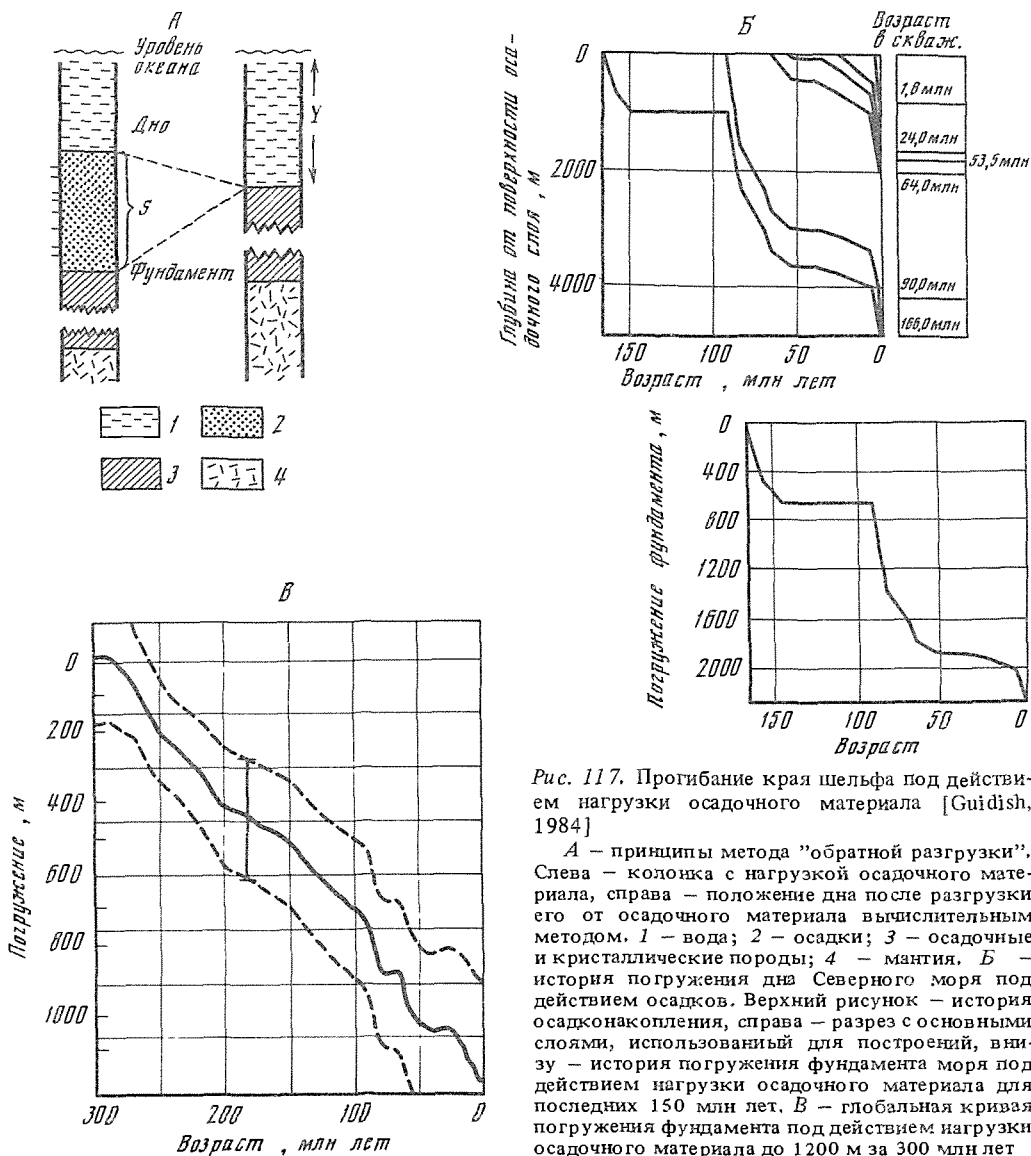 А
Уровень
океана
Дно
S
Фундамент
Y
1
2
3
4
Б
Возраст
в скваж.
Глубина от поверхности оса-
дочного слоя, м
0
2000
4000
150
100
50
0
Возраст, млн лет
1,8 млн
24,0 млн
53,5 млн
64,0 млн
90,0 млн
166,0 млн
Погружение фундамента, м
0
400
800
1200
1600
2000
150
100
50
0
Возраст
В
Погружение, м
0
200
400
600
800
1000
300
200
100
0
Возраст, млн лет
Рис. 117. Прогибание края шельфа под действи-
ем нагрузки осадочного материала [Guidish,
1984]
А – принципы метода "обратной разгрузки".
Слева – колонка с нагрузкой осадочного мате-
риала, справа – положение дна после разгрузки
его от осадочного материала вычислительным
методом. 1 – вода; 2 – осадки; 3 – осадочные
и кристаллические породы; 4 – мантия. Б –
история погружения дна Северного моря под
действием осадков. Верхний рисунок – история
осадконакопления, справа – разрез с основными
слоями, использованный для построений, вни-
зу – история погружения фундамента моря под
действием нагрузки осадочного материала для
последних 150 млн лет. В – глобальная кривая
погружения фундамента под действием нагрузки
осадочного материала до 1200 м за 300 млн лет